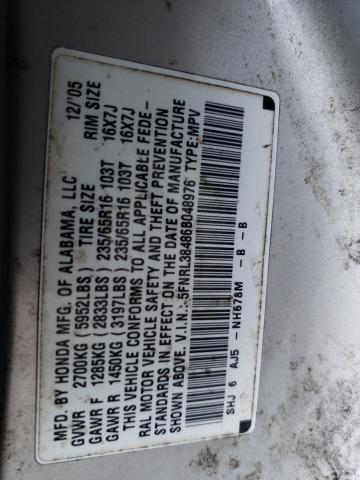 MFD. BY HONDA MFG. OF ALABAMA, LLC 12/'05
TIRE SIZE RIM SIZE
GVWR 2700KG (5952LBS)
GAWR F 1285KG (2833LBS) 235/65R16 103T 16X7J
GAWR R 1450KG (3197LBS) 235/65R16 103T 16X7J
THIS VEHICLE CONFORMS TO ALL APPLICABLE FEDE-
RAL MOTOR VEHICLE SAFETY AND THEFT PREVENTION
STANDARDS IN EFFECT ON THE DATE OF MANUFACTURE
SHOWN ABOVE. V.I.N.: 5FNRL38486B048976 TYPE:MPV
SHJ 6 AJ5 -NH678M -B -B